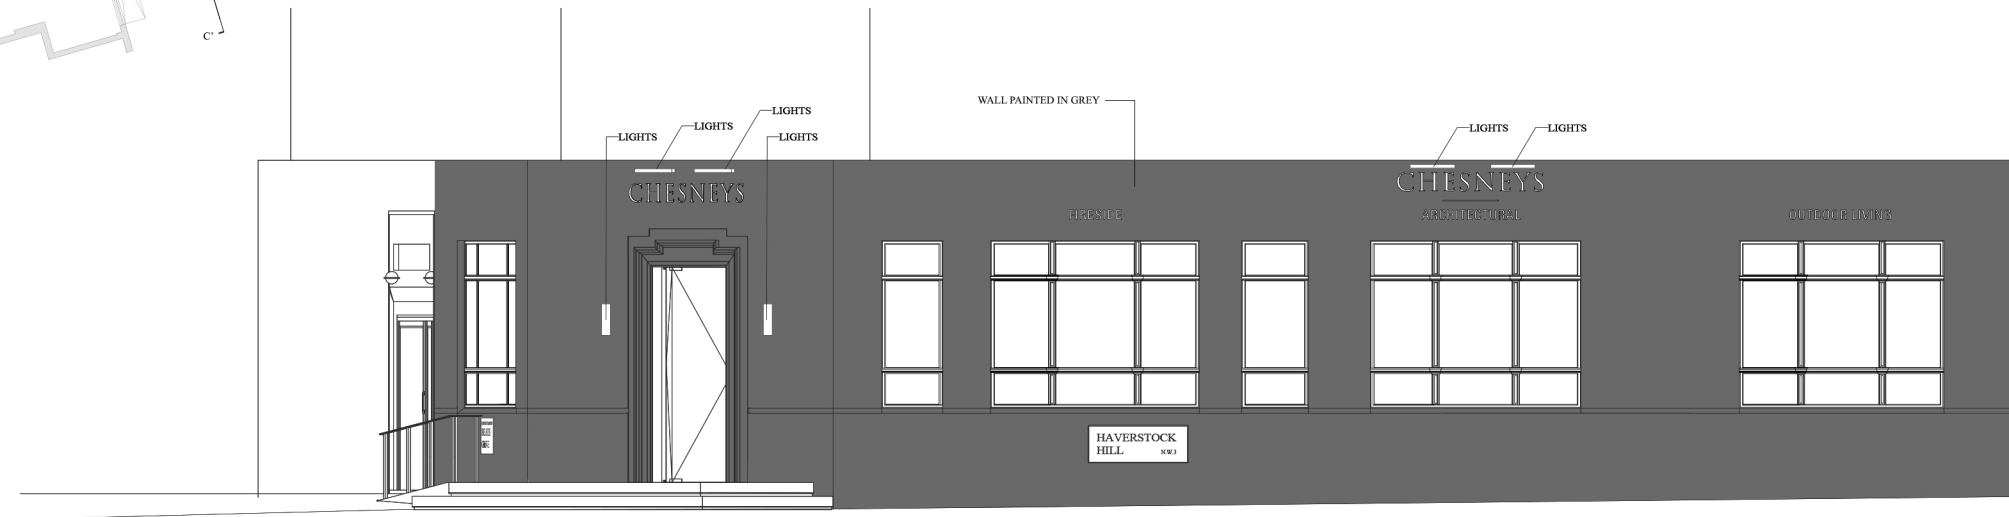 C'
LIGHTS
LIGHTS
LIGHTS
LIGHTS
WALL PAINTED IN GREY
LIGHTS
LIGHTS
CHESNEYS
CHESNEYS
FIRESIDE
ARCHITECTURAL
OUTDOOR LIVING
HAVERSTOCK
HILL N.W.3